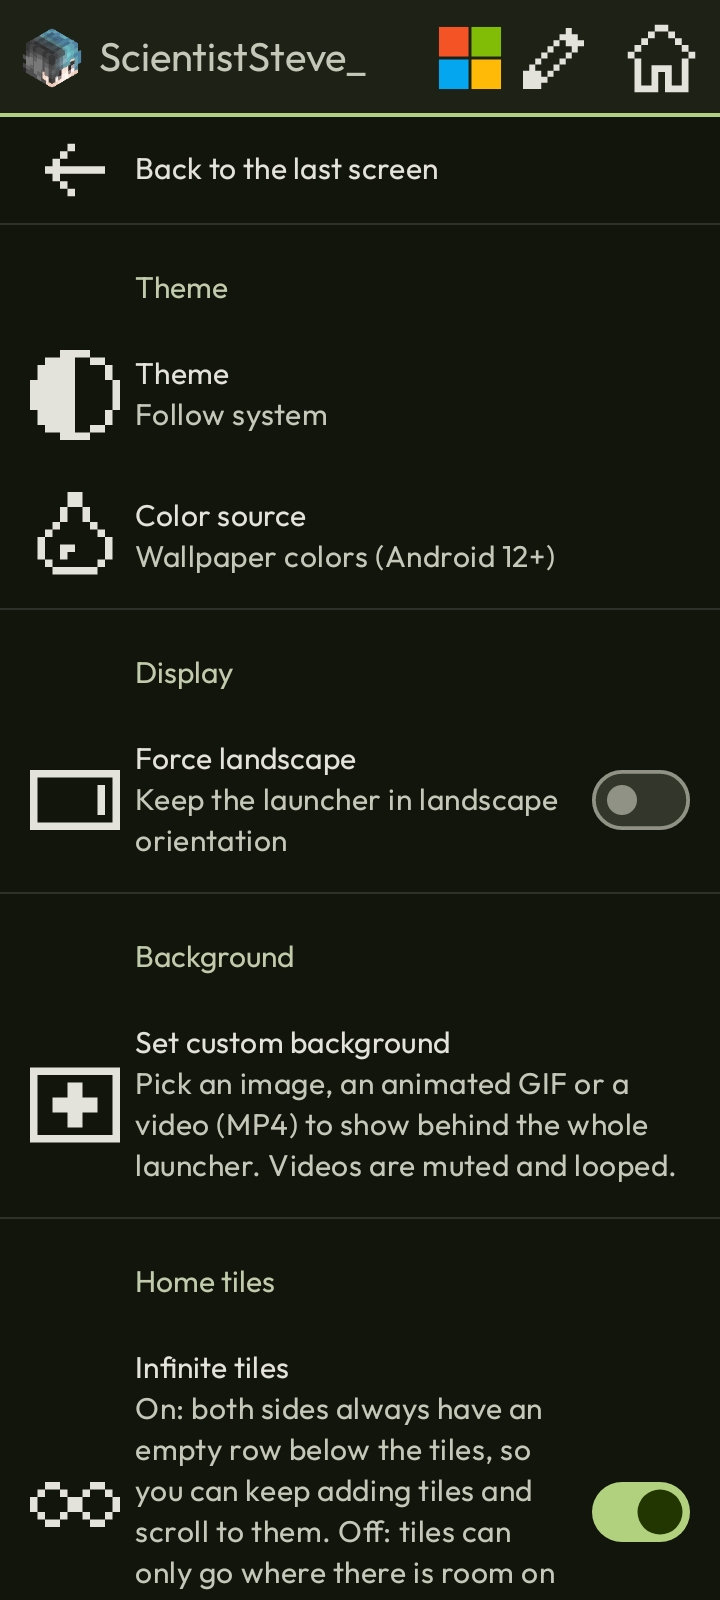 ScientistSteve_
Back to the last screen
Theme
Theme
Follow system
Color source
Wallpaper colors (Android 12+)
Display
Force landscape
Keep the launcher in landscape
orientation
Background
Set custom background
Pick an image, an animated GIF or a
video (MP4) to show behind the whole
launcher. Videos are muted and looped.
Home tiles
Infinite tiles
On: both sides always have an
empty row below the tiles, so
you can keep adding tiles and
scroll to them. Off: tiles can
only go where there is room on